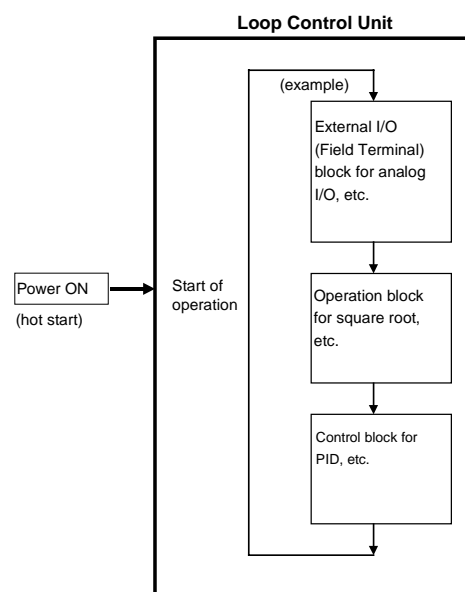 Loop Control Unit
(example)
External I/O
(Field Terminal)
block for analog
I/O, etc.
Power ON
(hot start)
Start of
operation
Operation block
for square root,
etc.
Control block for
PID, etc.